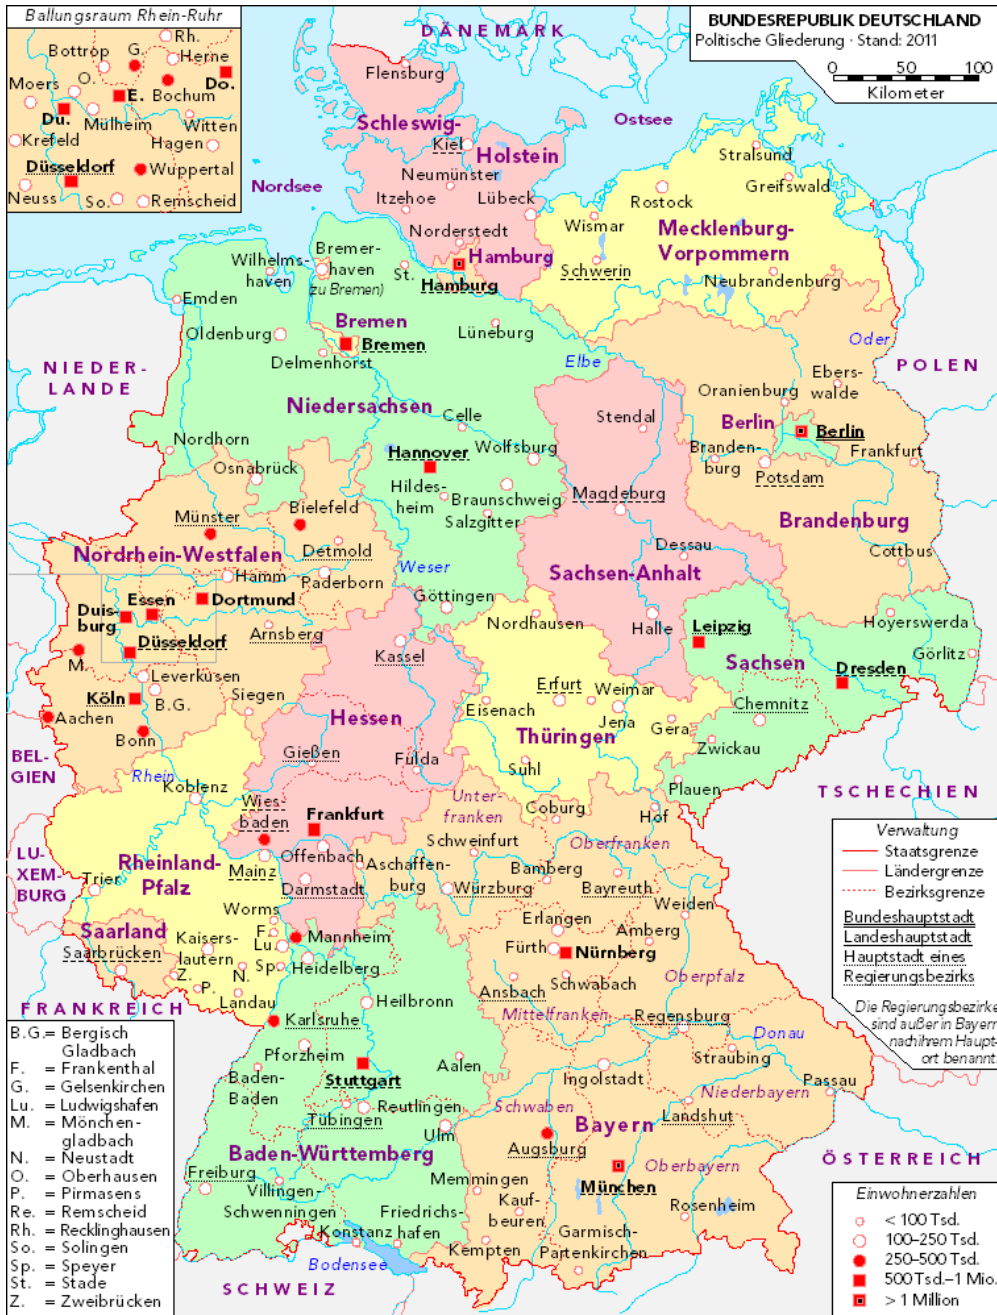 Ballungsraum Rhein-Ruhr
Rh.
Bottrop
G.
Herne
O.
Do.
Moers
E.
Bochum
Du.
Mülheim
Witten
Krefeld
Hagen
Düsseldorf
Wuppertal
Neuss
So.
Remscheid
DÄNEMARK
BUNDESREPUBLIK DEUTSCHLAND
Politische Gliederung · Stand: 2011
0 50 100
Kilometer
Flensburg
Ostsee
Schleswig-
Kiel
Holstein
Stralsund
Nordsee
Neumünster
Greifswald
Itzehoe
Lübeck
Rostock
Wismar
Mecklenburg-
Vorpommern
Norderstedt
Hamburg
Bremer-
haven
(zu Bremen)
Wilhelms-
haven
St.
Hamburg
Schwerin
Neubrandenburg
Emden
Oldenburg
Bremen
Bremen
Lüneburg
Delmenhorst
Elbe
Oder
NIEDER-
LANDE
POLEN
Ebers-
walde
Oranienburg
Niedersachsen
Celle
Stendal
Berlin
Berlin
Nordhorn
Hannover
Wolfsburg
Branden-
burg
Frankfurt
Osnabrück
Potsdam
Hildes-
heim
Braunschweig
Magdeburg
Salzgitter
Münster
Bielefeld
Brandenburg
Nordrhein-Westfalen
Detmold
Dessau
Cottbus
Hamm
Paderborn
Weser
Sachsen-Anhalt
Duis-
burg
Essen
Dortmund
Göttingen
Nordhausen
Halle
Leipzig
Hoyerswerda
Düsseldorf
Arnsberg
Kassel
Sachsen
Görlitz
M.
Dresden
Leverkusen
Köln
B.G.
Siegen
Erfurt
Weimar
Chemnitz
Aachen
Hessen
Eisenach
Jena
Gera
Bonn
Thüringen
Zwickau
BEL-
GIEN
Gießen
Fulda
Suhl
Rhein
Plauen
Koblenz
TSCHECHIEN
Unter-
franken
Coburg
Hof
Wies-
baden
Frankfurt
Schweinfurt
Oberfranken
LU-
XEM-
BURG
Rheinland-
Pfalz
Offenbach
Mainz
Aschaffen-
burg
Bamberg
Trier
Darmstadt
Würzburg
Bayreuth
Worms
Weiden
Saarland
F.
Mannheim
Erlangen
Amberg
Saarbrücken
Kaisers-
lautern
Lu.
Fürth
Nürnberg
Sp.
Heidelberg
Z.
P.
N.
Oberpfalz
Landau
Ansbach
Schwabach
FRANKREICH
Heilbronn
Mittelfranken
Regensburg
Karlsruhe
Donau
Pforzheim
Straubing
Aalen
Ingolstadt
Baden-
Baden
Stuttgart
Passau
Niederbayern
Reutlingen
Schwaben
Landshut
Tübingen
Bayern
Ulm
Baden-Württemberg
Augsburg
Oberbayern
ÖSTERREICH
Freiburg
Memmingen
München
Villingen-
Schwenningen
Kauf-
beuren
Rosenheim
Friedrichs-
hafen
Konstanz
Garmisch-
Partenkirchen
Kempten
Bodensee
SCHWEIZ
Verwaltung
Staatsgrenze
Ländergrenze
Bezirksgrenze
Bundeshauptstadt
Landeshauptstadt
Hauptstadt eines
Regierungsbezirks
Die Regierungsbezirke
sind außer in Bayern
nach ihrem Haupt-
ort benannt.
B.G.= Bergisch
Gladbach
F. = Frankenthal
G. = Gelsenkirchen
Lu. = Ludwigshafen
M. = Mönchen-
gladbach
N. = Neustadt
O. = Oberhausen
P. = Pirmasens
Re. = Remscheid
Rh. = Recklinghausen
So. = Solingen
Sp. = Speyer
St. = Stade
Z. = Zweibrücken
Einwohnerzahlen
< 100 Tsd.
100–250 Tsd.
250–500 Tsd.
500 Tsd.–1 Mio.
> 1 Million